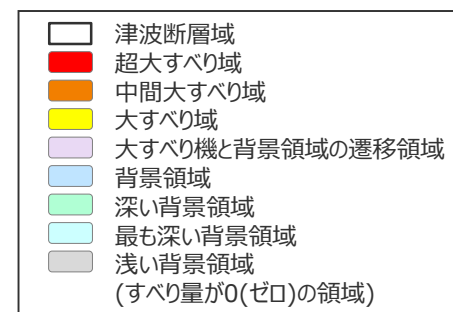 津波断層域
超大すべり域
中間大すべり域
大すべり域
大すべり機と背景領域の遷移領域
背景領域
深い背景領域
最も深い背景領域
浅い背景領域
(すべり量が0(ゼロ)の領域)